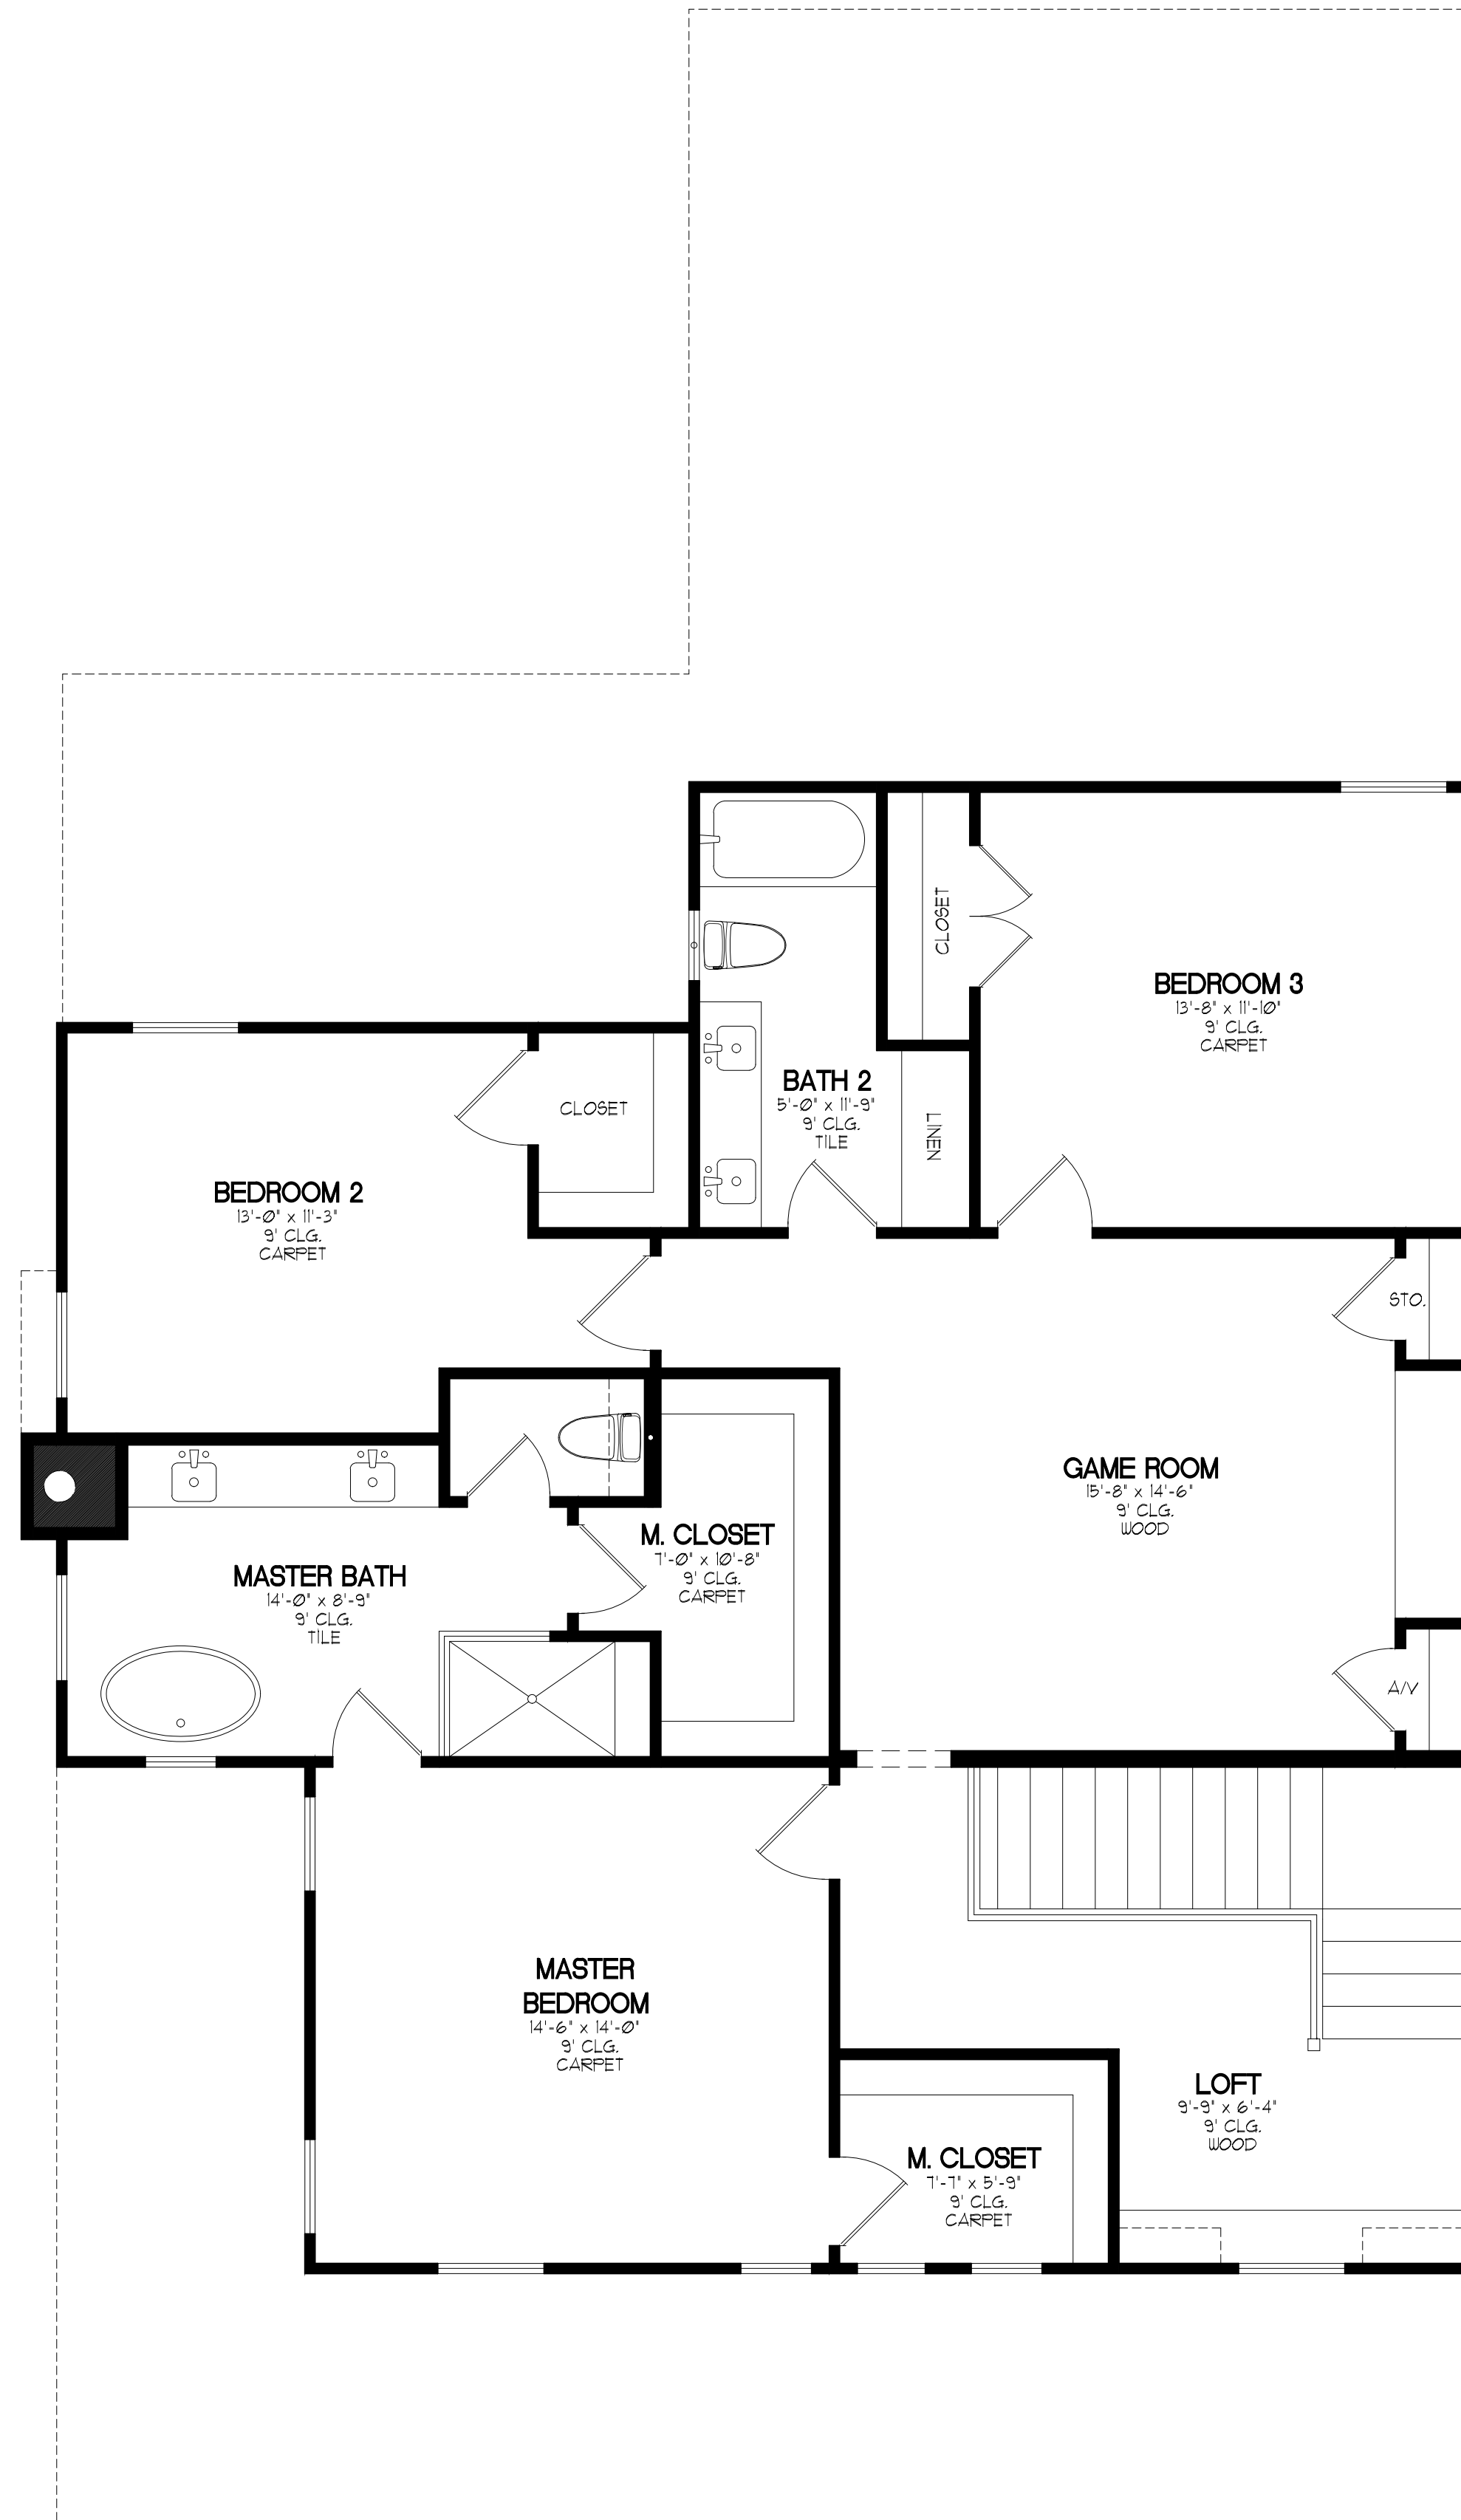 CLOSET
BEDROOM 3
13'-8" x 11'-10"
9' CLG.
CARPET
BATH 2
5'-0" x 11'-9"
9' CLG.
TILE
CLOSET
LINEN
BEDROOM 2
13'-0" x 11'-3"
9' CLG.
CARPET
STO.
GAME ROOM
15'-8" x 14'-6"
9' CLG.
WOOD
M. CLOSET
7'-0" x 10'-8"
9' CLG.
CARPET
MASTER BATH
14'-0" x 8'-9"
9' CLG.
TILE
A/V
MASTER
BEDROOM
14'-6" x 14'-0"
9' CLG.
CARPET
LOFT
9'-9" x 6'-4"
9' CLG.
WOOD
M. CLOSET
7'-7" x 5'-9"
9' CLG.
CARPET